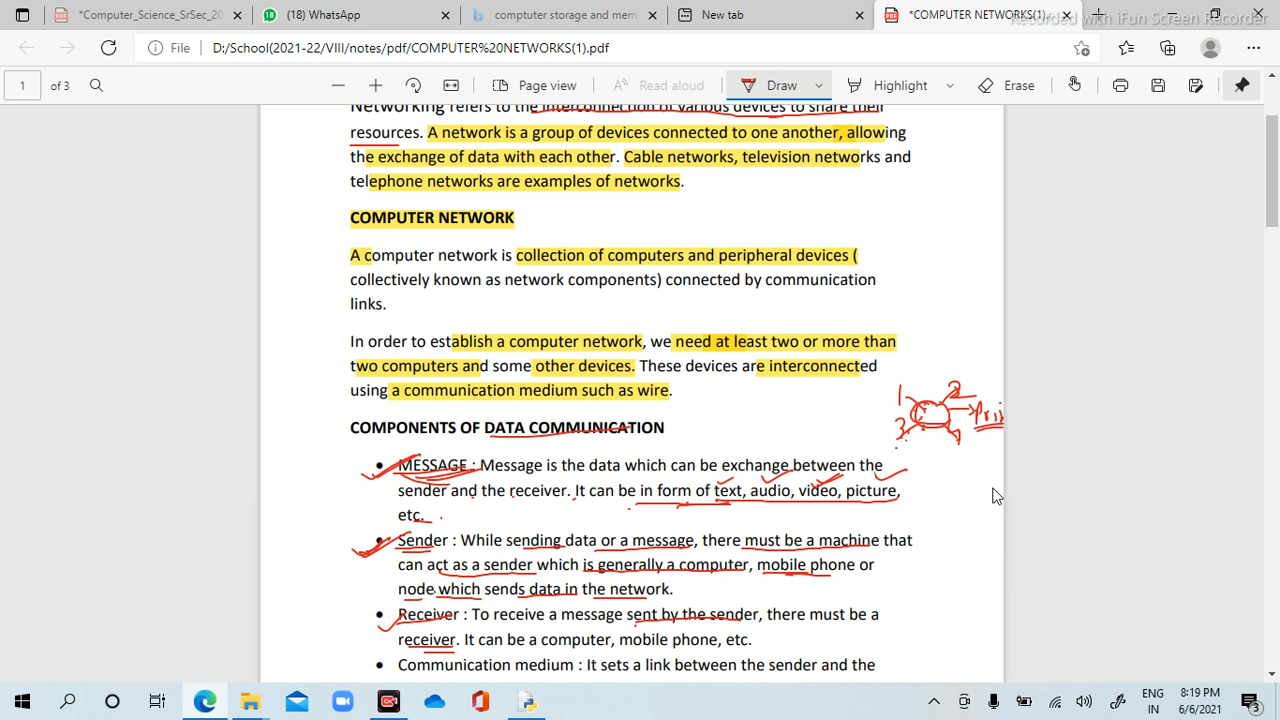 *Computer_Science_Spsec_20
(18) WhatsApp
computer storage and mem
New tab
*COMPUTER NETWORKS(1).pdf
Recorded with iFun Screen Recorder
File D:/School(2021-22/VIII/notes/pdf/COMPUTER%20NETWORKS(1).pdf
1 of 3 Page view Read aloud Draw Highlight Erase
Networking refers to the interconnection of various devices to share their
resources. A network is a group of devices connected to one another, allowing
the exchange of data with each other. Cable networks, television networks and
telephone networks are examples of networks.
COMPUTER NETWORK
A computer network is collection of computers and peripheral devices (
collectively known as network components) connected by communication
links.
In order to establish a computer network, we need at least two or more than
two computers and some other devices. These devices are interconnected
using a communication medium such as wire.
1 2
3
COMPONENTS OF DATA COMMUNICATION
• MESSAGE : Message is the data which can be exchange between the
sender and the receiver. It can be in form of text, audio, video, picture,
etc.
• Sender : While sending data or a message, there must be a machine that
can act as a sender which is generally a computer, mobile phone or
node which sends data in the network.
• Receiver : To receive a message sent by the sender, there must be a
receiver. It can be a computer, mobile phone, etc.
• Communication medium : It sets a link between the sender and the
ENG
IN
8:19 PM
6/6/2021
3